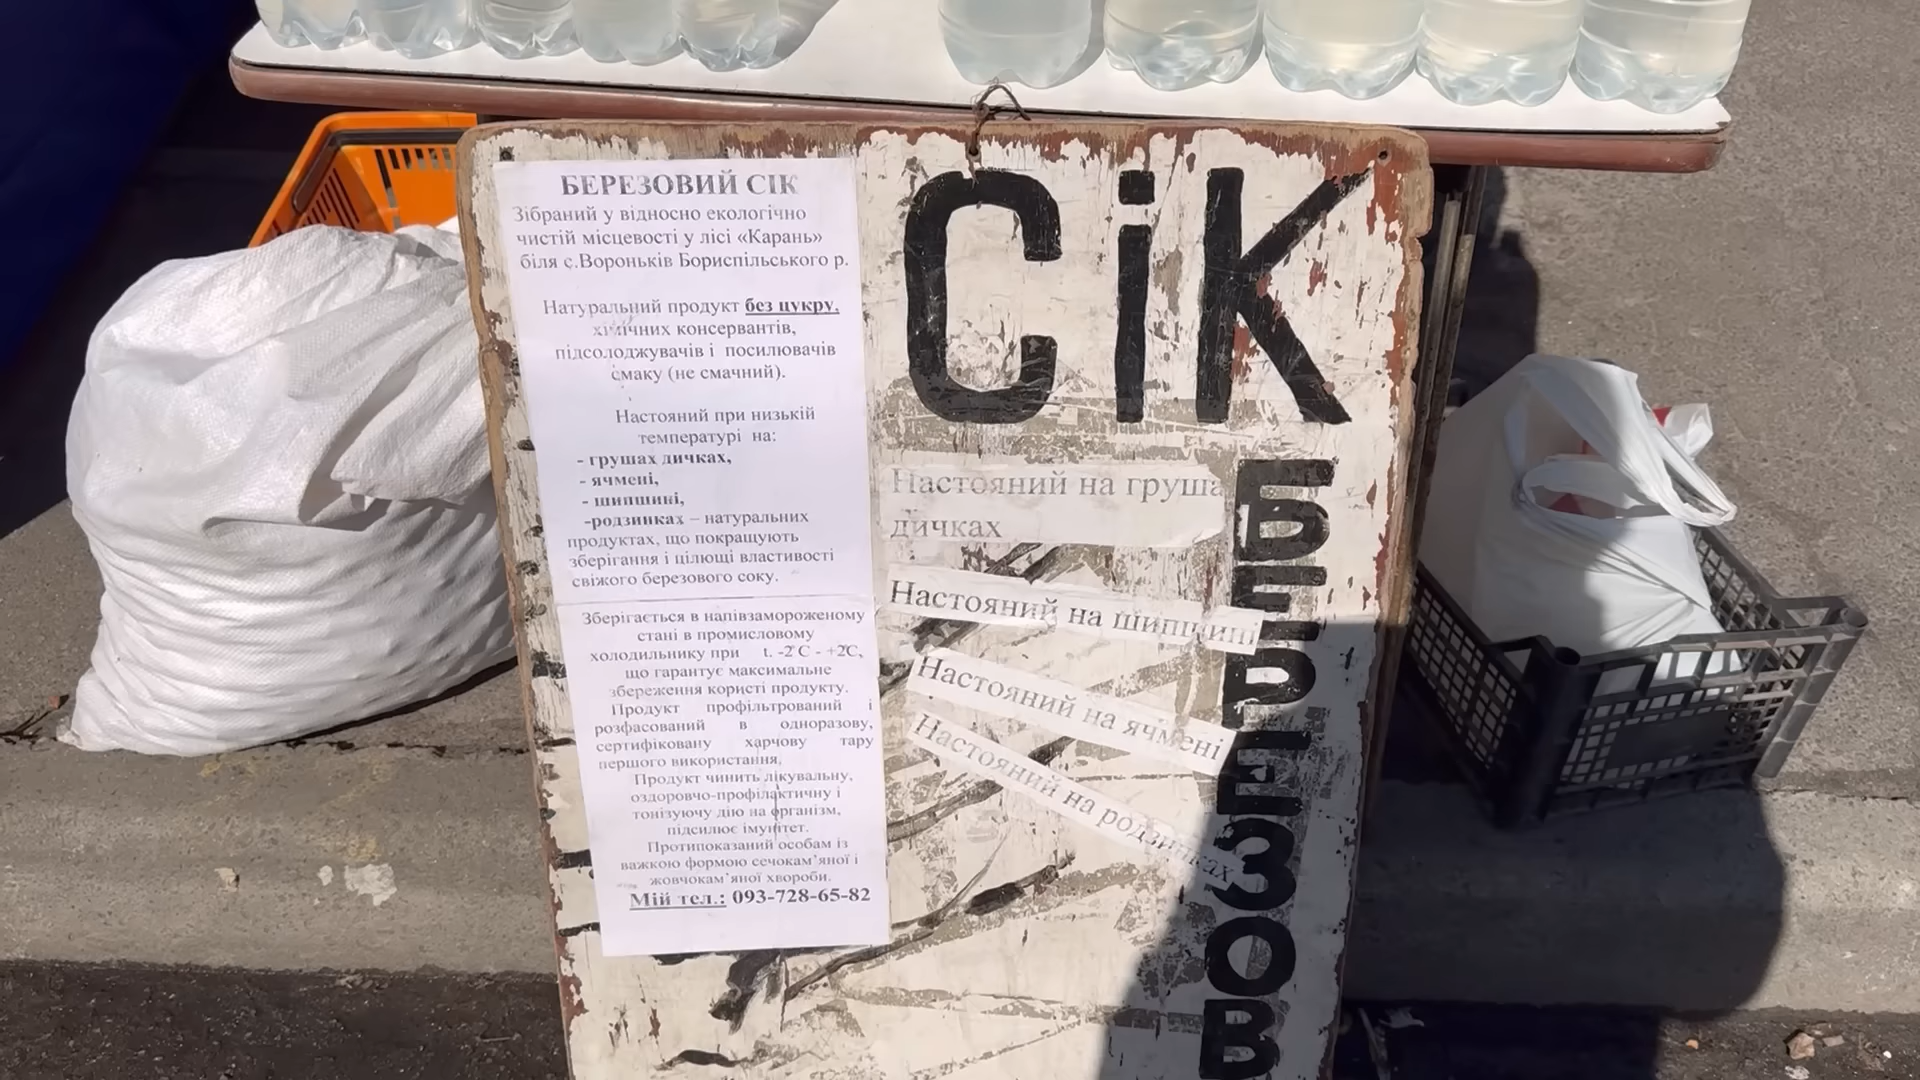 БЕРЕЗОВИЙ СІК
Зібраний у відносно екологічно
чистій місцевості у лісі «Карань»
біля с.Вороньків Бориспільського р.
Натуральний продукт без цукру,
хімічних консервантів,
підсолоджувачів і посилювачів
смаку (не смачний).
Настояний при низькій
температурі на:
- грушах дичках,
- ячмені,
- шипшині,
-родзинках – натуральних
продуктах, що покращують
зберігання і цілющі властивості
свіжого березового соку.
Зберігається в напівзамороженому
стані в промисловому
холодильнику при t. -2°C - +2°C,
що гарантує максимальне
збереження користі продукту.
Продукт профільтрований і
розфасований в одноразову,
сертифіковану харчову тару
першого використання.
Продукт чинить лікувальну,
оздоровчо-профілактичну і
тонізуючу дію на організм,
підсилює імунітет.
Протипоказаний особам із
важкою формою сечокам’яної і
жовчокам’яної хвороби.
Мій тел.: 093-728-65-82
Сік
БЕРЕЗОВ
Настояний на груша
дичках
Настояний на шипшині
Настояний на ячмені
Настояний на родзинках